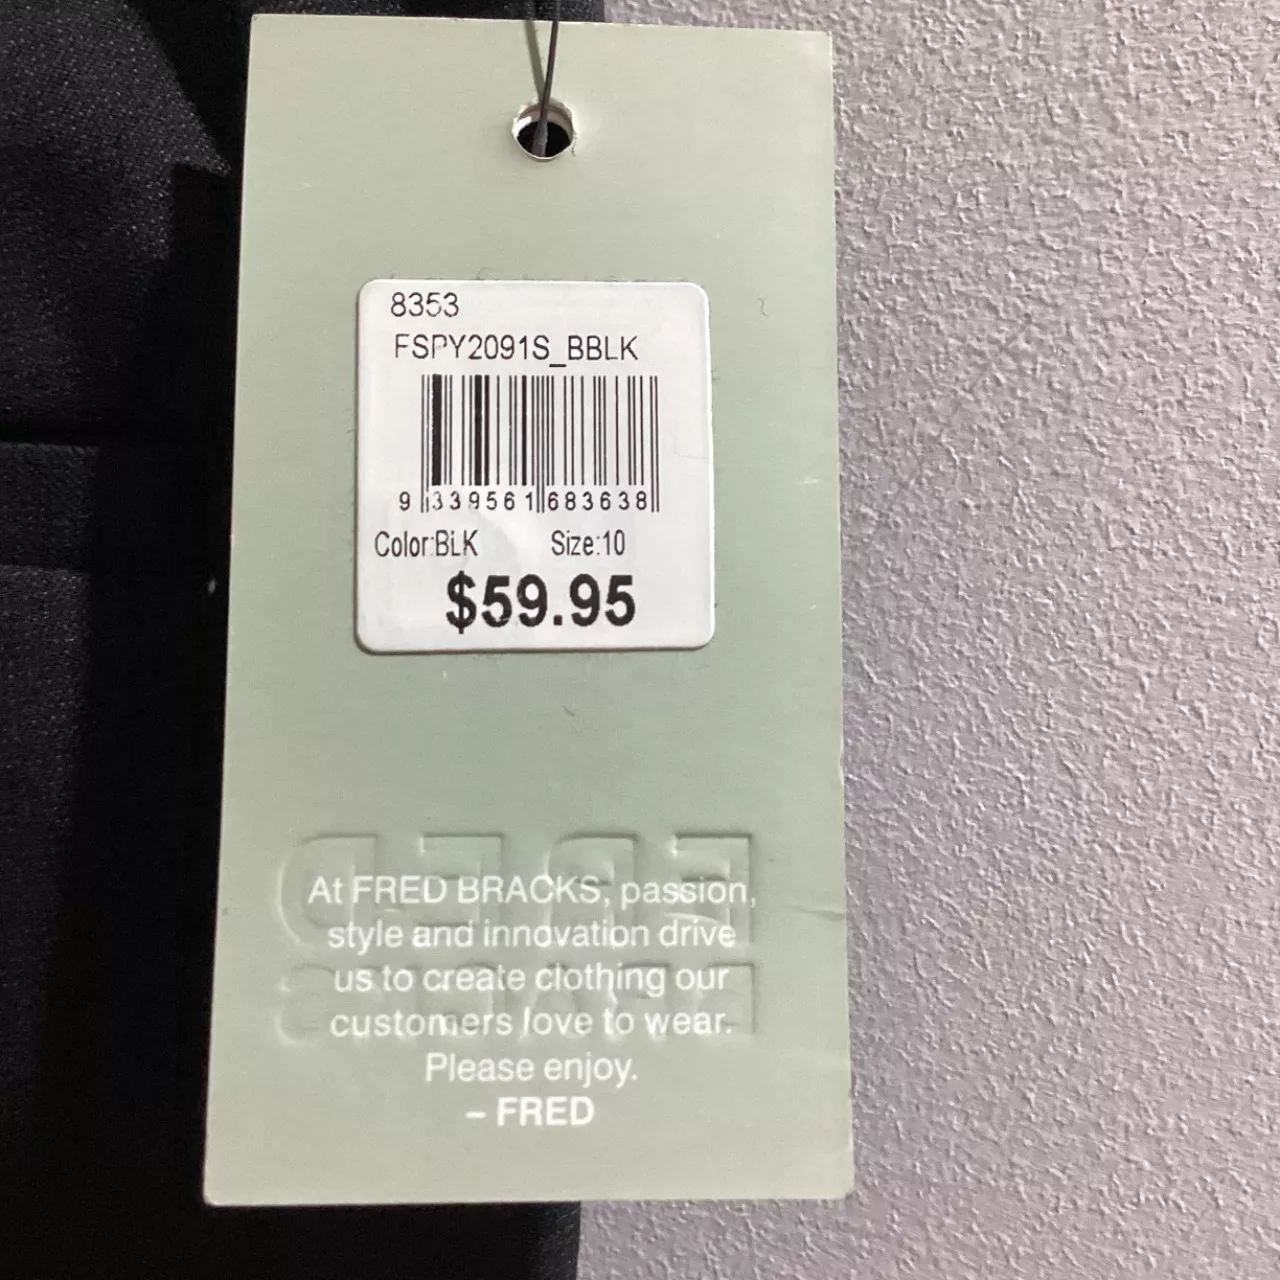 8353
FSPY2091S_BBLK
9 339561 683638
Color:BLK Size:10
$59.95
At FRED BRACKS, passion,
style and innovation drive
us to create clothing our
customers love to wear.
Please enjoy.
– FRED